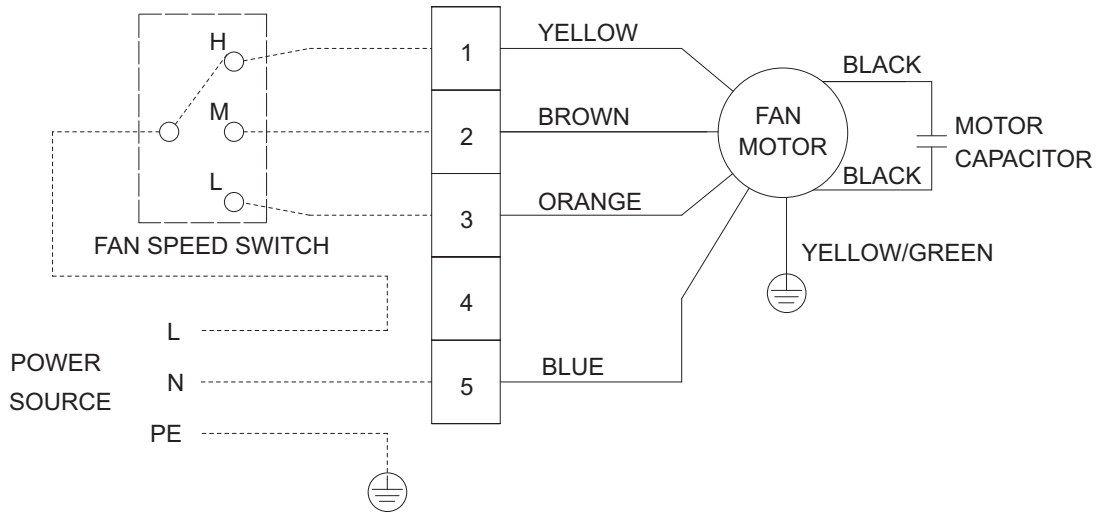 H
M
L
FAN SPEED SWITCH
L
POWER
SOURCE
N
PE
1
2
3
4
5
YELLOW
BROWN
ORANGE
BLUE
FAN
MOTOR
BLACK
BLACK
MOTOR
CAPACITOR
YELLOW/GREEN